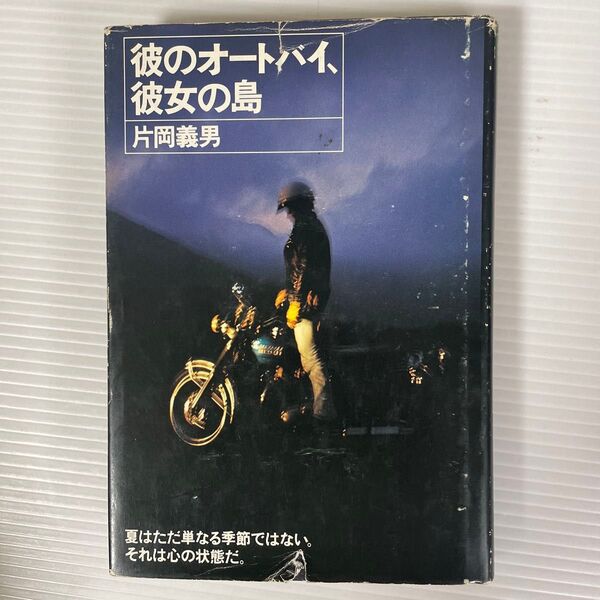 彼のオートバイ、
彼女の島
片岡義男
夏はただ単なる季節ではない。
それは心の状態だ。